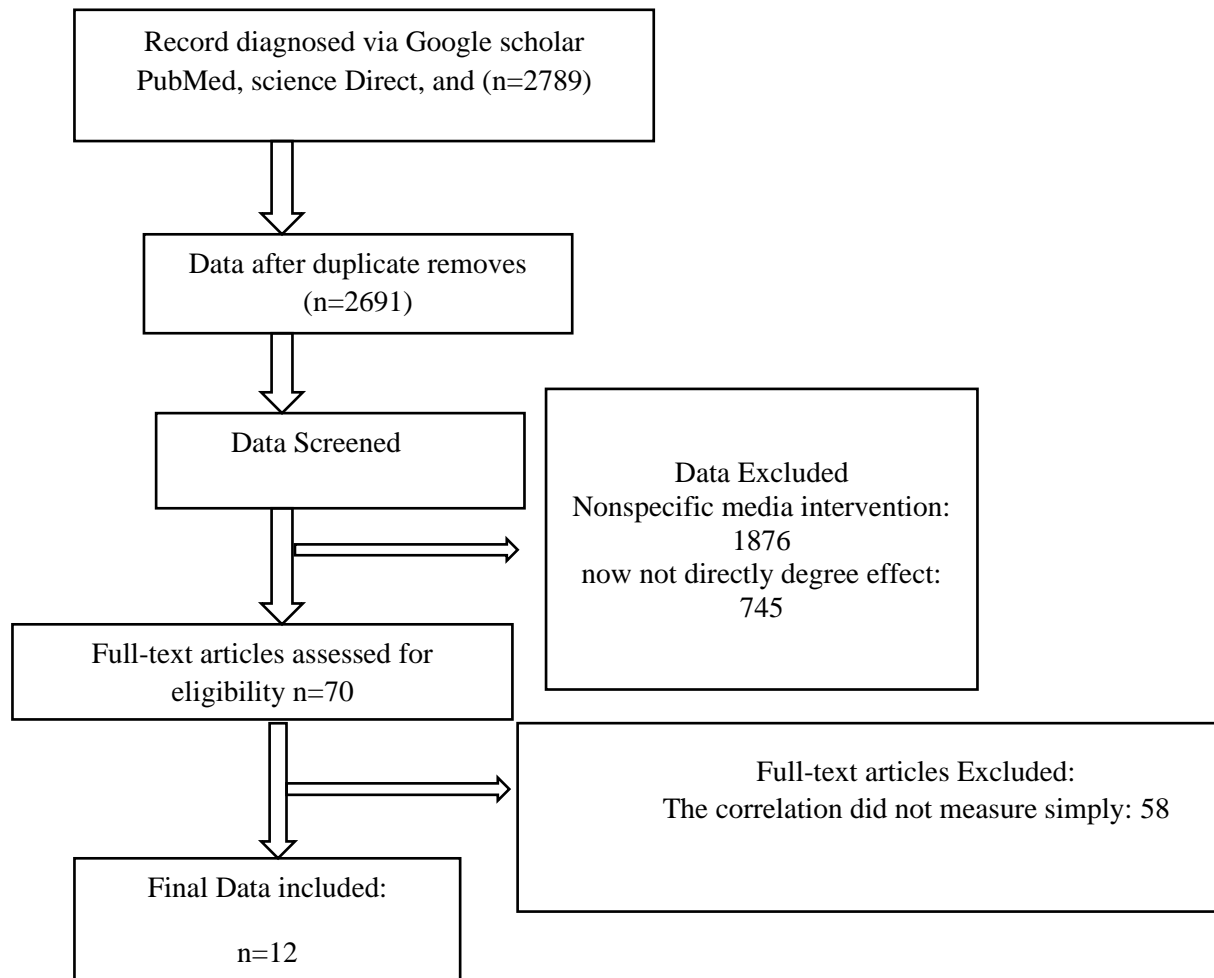 Record diagnosed via Google scholar
PubMed, science Direct, and (n=2789)
Data after duplicate removes
(n=2691)
Data Screened
Data Excluded
Nonspecific media intervention:
1876
now not directly degree effect:
745
Full-text articles assessed for
eligibility n=70
Full-text articles Excluded:
The correlation did not measure simply: 58
Final Data included:
n=12